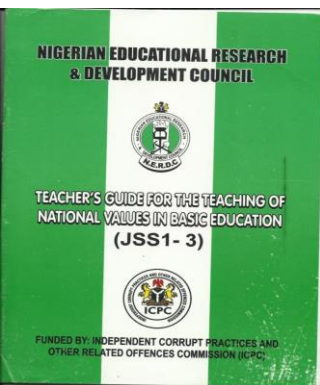 NIGERIAN EDUCATIONAL RESEARCH
& DEVELOPMENT COUNCIL
N.E.R.D.C
TEACHER'S GUIDE FOR THE TEACHING OF
NATIONAL VALUES IN BASIC EDUCATION
(JSS1- 3)
ICPC
FUNDED BY: INDEPENDENT CORRUPT PRACTICES AND
OTHER RELATED OFFENCES COMMISSION (ICPC)